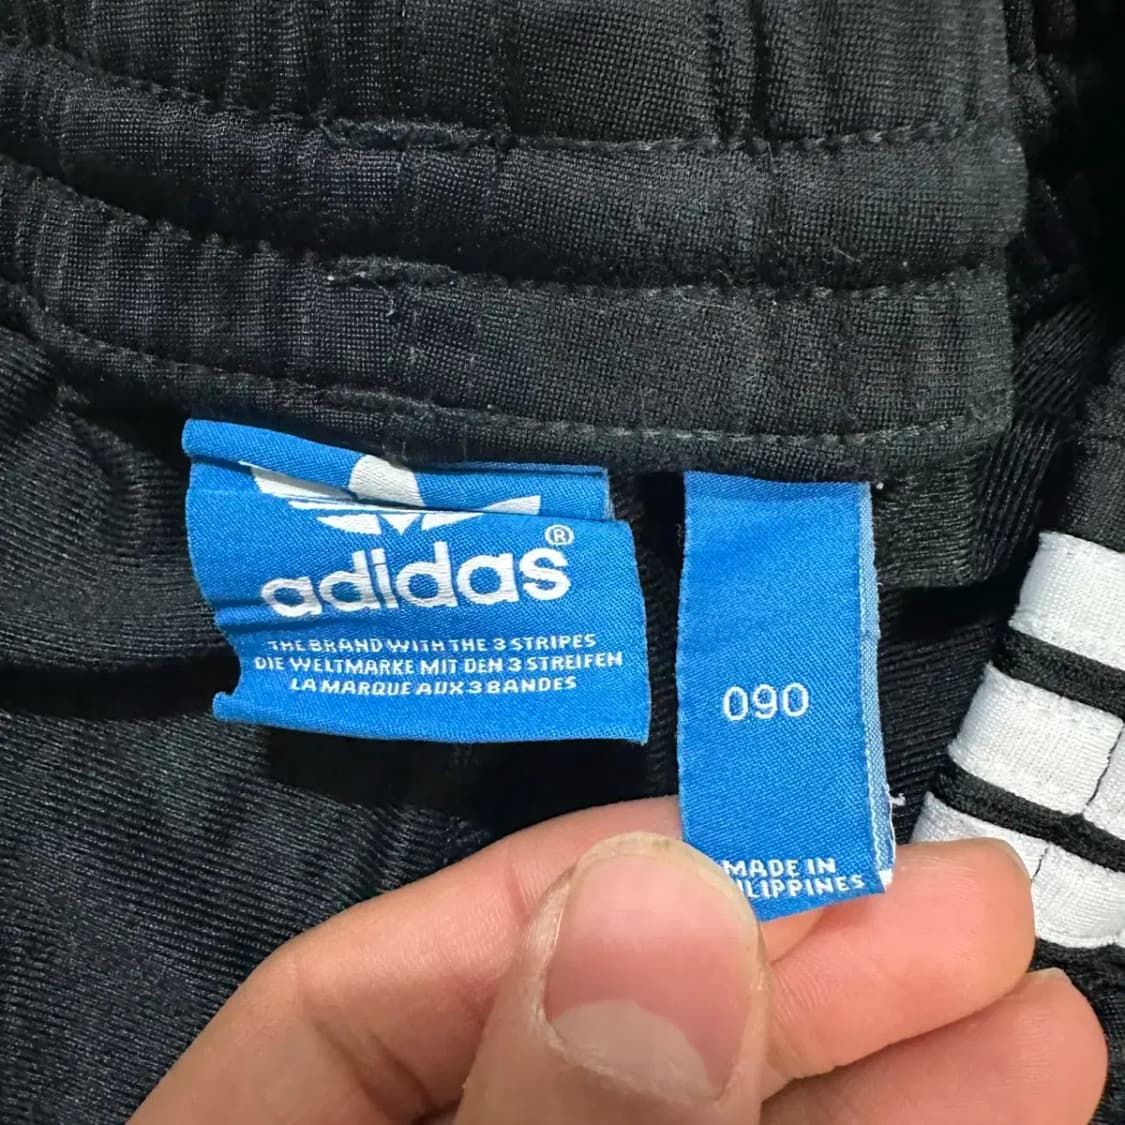 adidas®
THE BRAND WITH THE 3 STRIPES
DIE WELTMARKE MIT DEN 3 STREIFEN
LA MARQUE AUX 3 BANDES
090
MADE IN
ILIPPINES